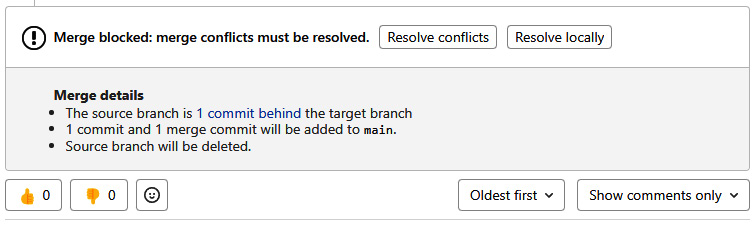 Merge blocked: merge conflicts must be resolved. Resolve conflicts Resolve locally
Merge details
• The source branch is 1 commit behind the target branch
• 1 commit and 1 merge commit will be added to main.
• Source branch will be deleted.
0 0 Oldest first Show comments only